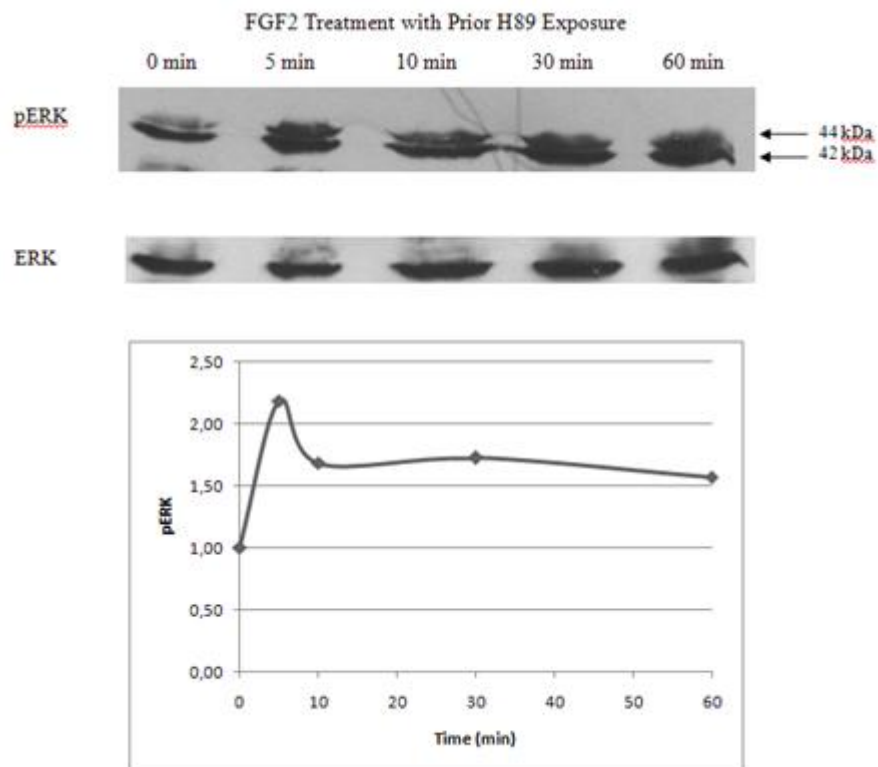 FGF2 Treatment with Prior H89 Exposure
0 min 5 min 10 min 30 min 60 min
pERK
44 kDa
42 kDa
ERK
2,50
2,00
1,50
1,00
0,50
0,00
pERK
0 10 20 30 40 50 60
Time (min)